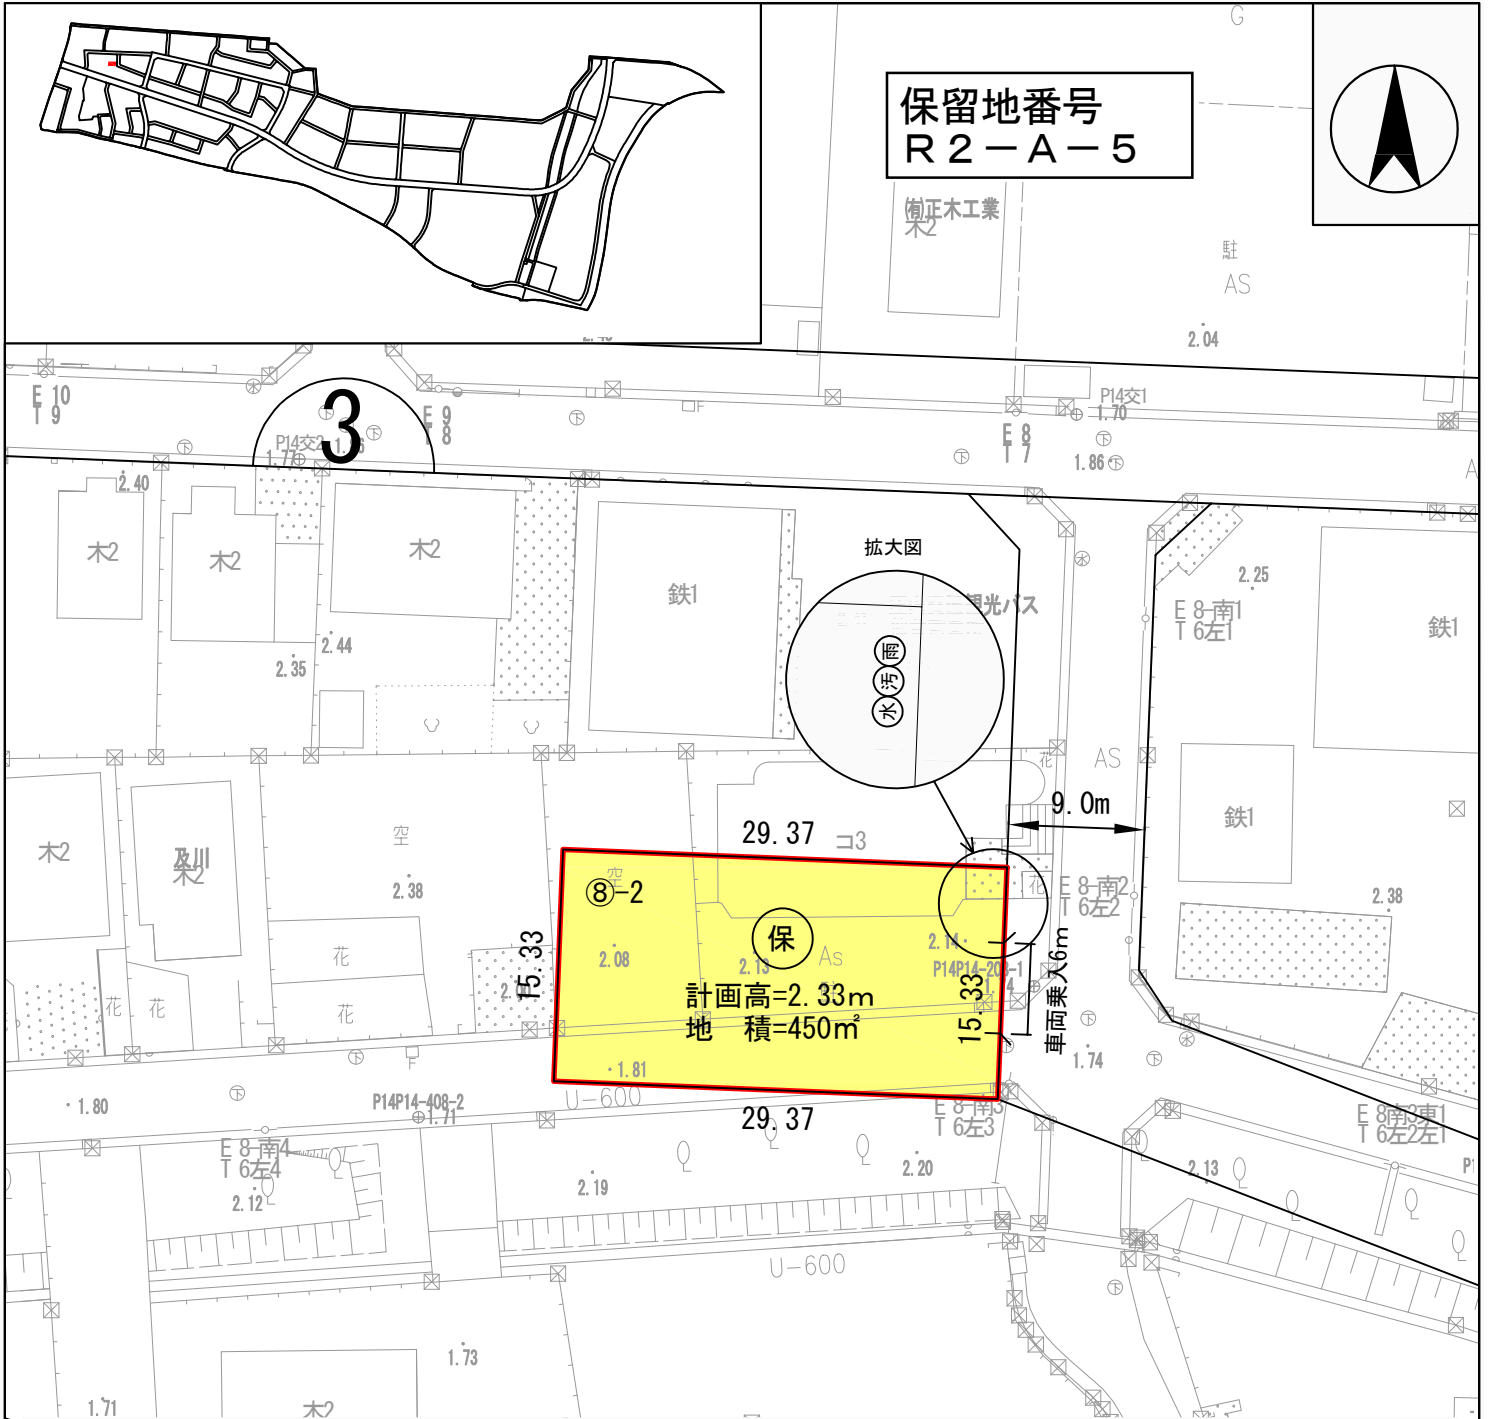 保留地番号
R2-A-5
G
㈲正木工業
木2
駐
AS
2.04
E 10
T 9
3
P14交2
1.77
E 9
T 8
E 8
T 7
P14交1
1.70
1.86
2.40
木2
木2
木2
鉄1
拡大図
観光バス
雨
汚
水
2.25
E 8-南1
T 6左1
鉄1
2.44
2.35
AS
花
9.0m
鉄1
木2
及川
木2
空
2.38
29.37
コ3
空
⑧-2
保
花
E 8-南2
T 6左2
2.38
15.33
2.08
2.13
As
2.14
計画高=2.33m
地 積=450㎡
15.33
車両乗入6m
花
花
花
花
1.74
1.81
1.80
P14P14-408-2
1.71
U-600
29.37
E 8-南3
T 6左3
E 8南3東1
T 6左2左1
E 8-南4
T 6左4
2.12
2.19
2.20
2.13
U-600
1.73
1.71
木2